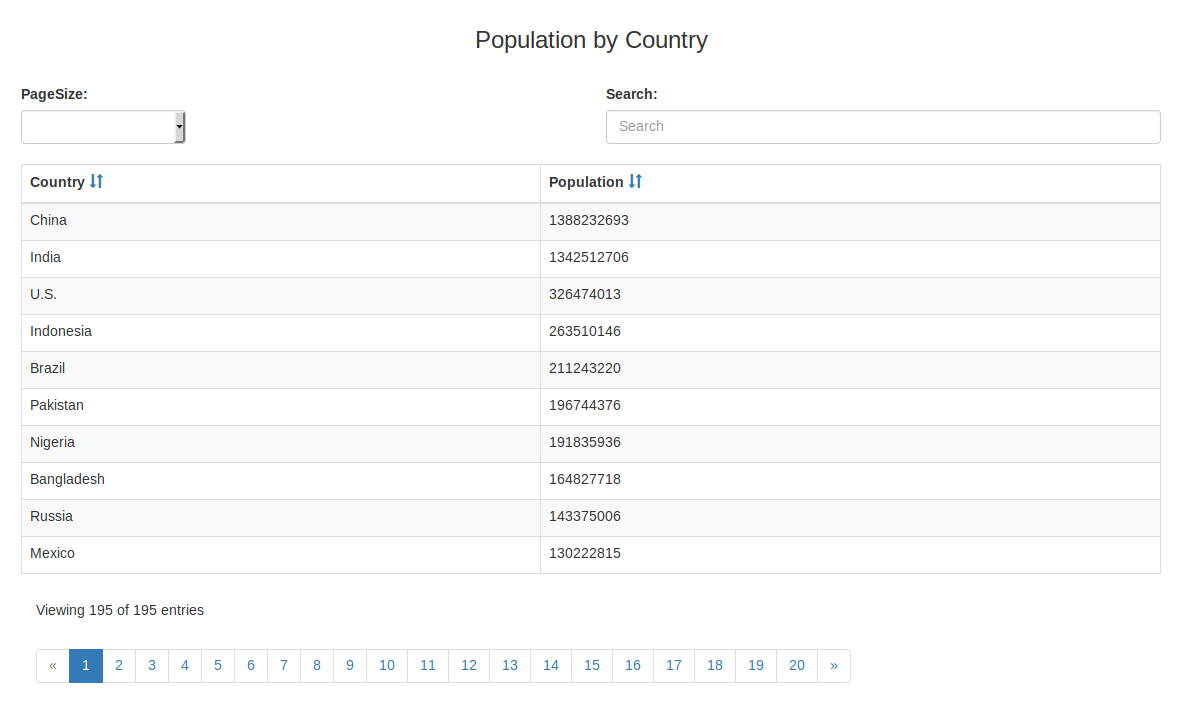 Population by Country
PageSize: Search:
Search
Country Population
China 1388232693
India 1342512706
U.S. 326474013
Indonesia 263510146
Brazil 211243220
Pakistan 196744376
Nigeria 191835936
Bangladesh 164827718
Russia 143375006
Mexico 130222815
Viewing 195 of 195 entries
« 1 2 3 4 5 6 7 8 9 10 11 12 13 14 15 16 17 18 19 20 »